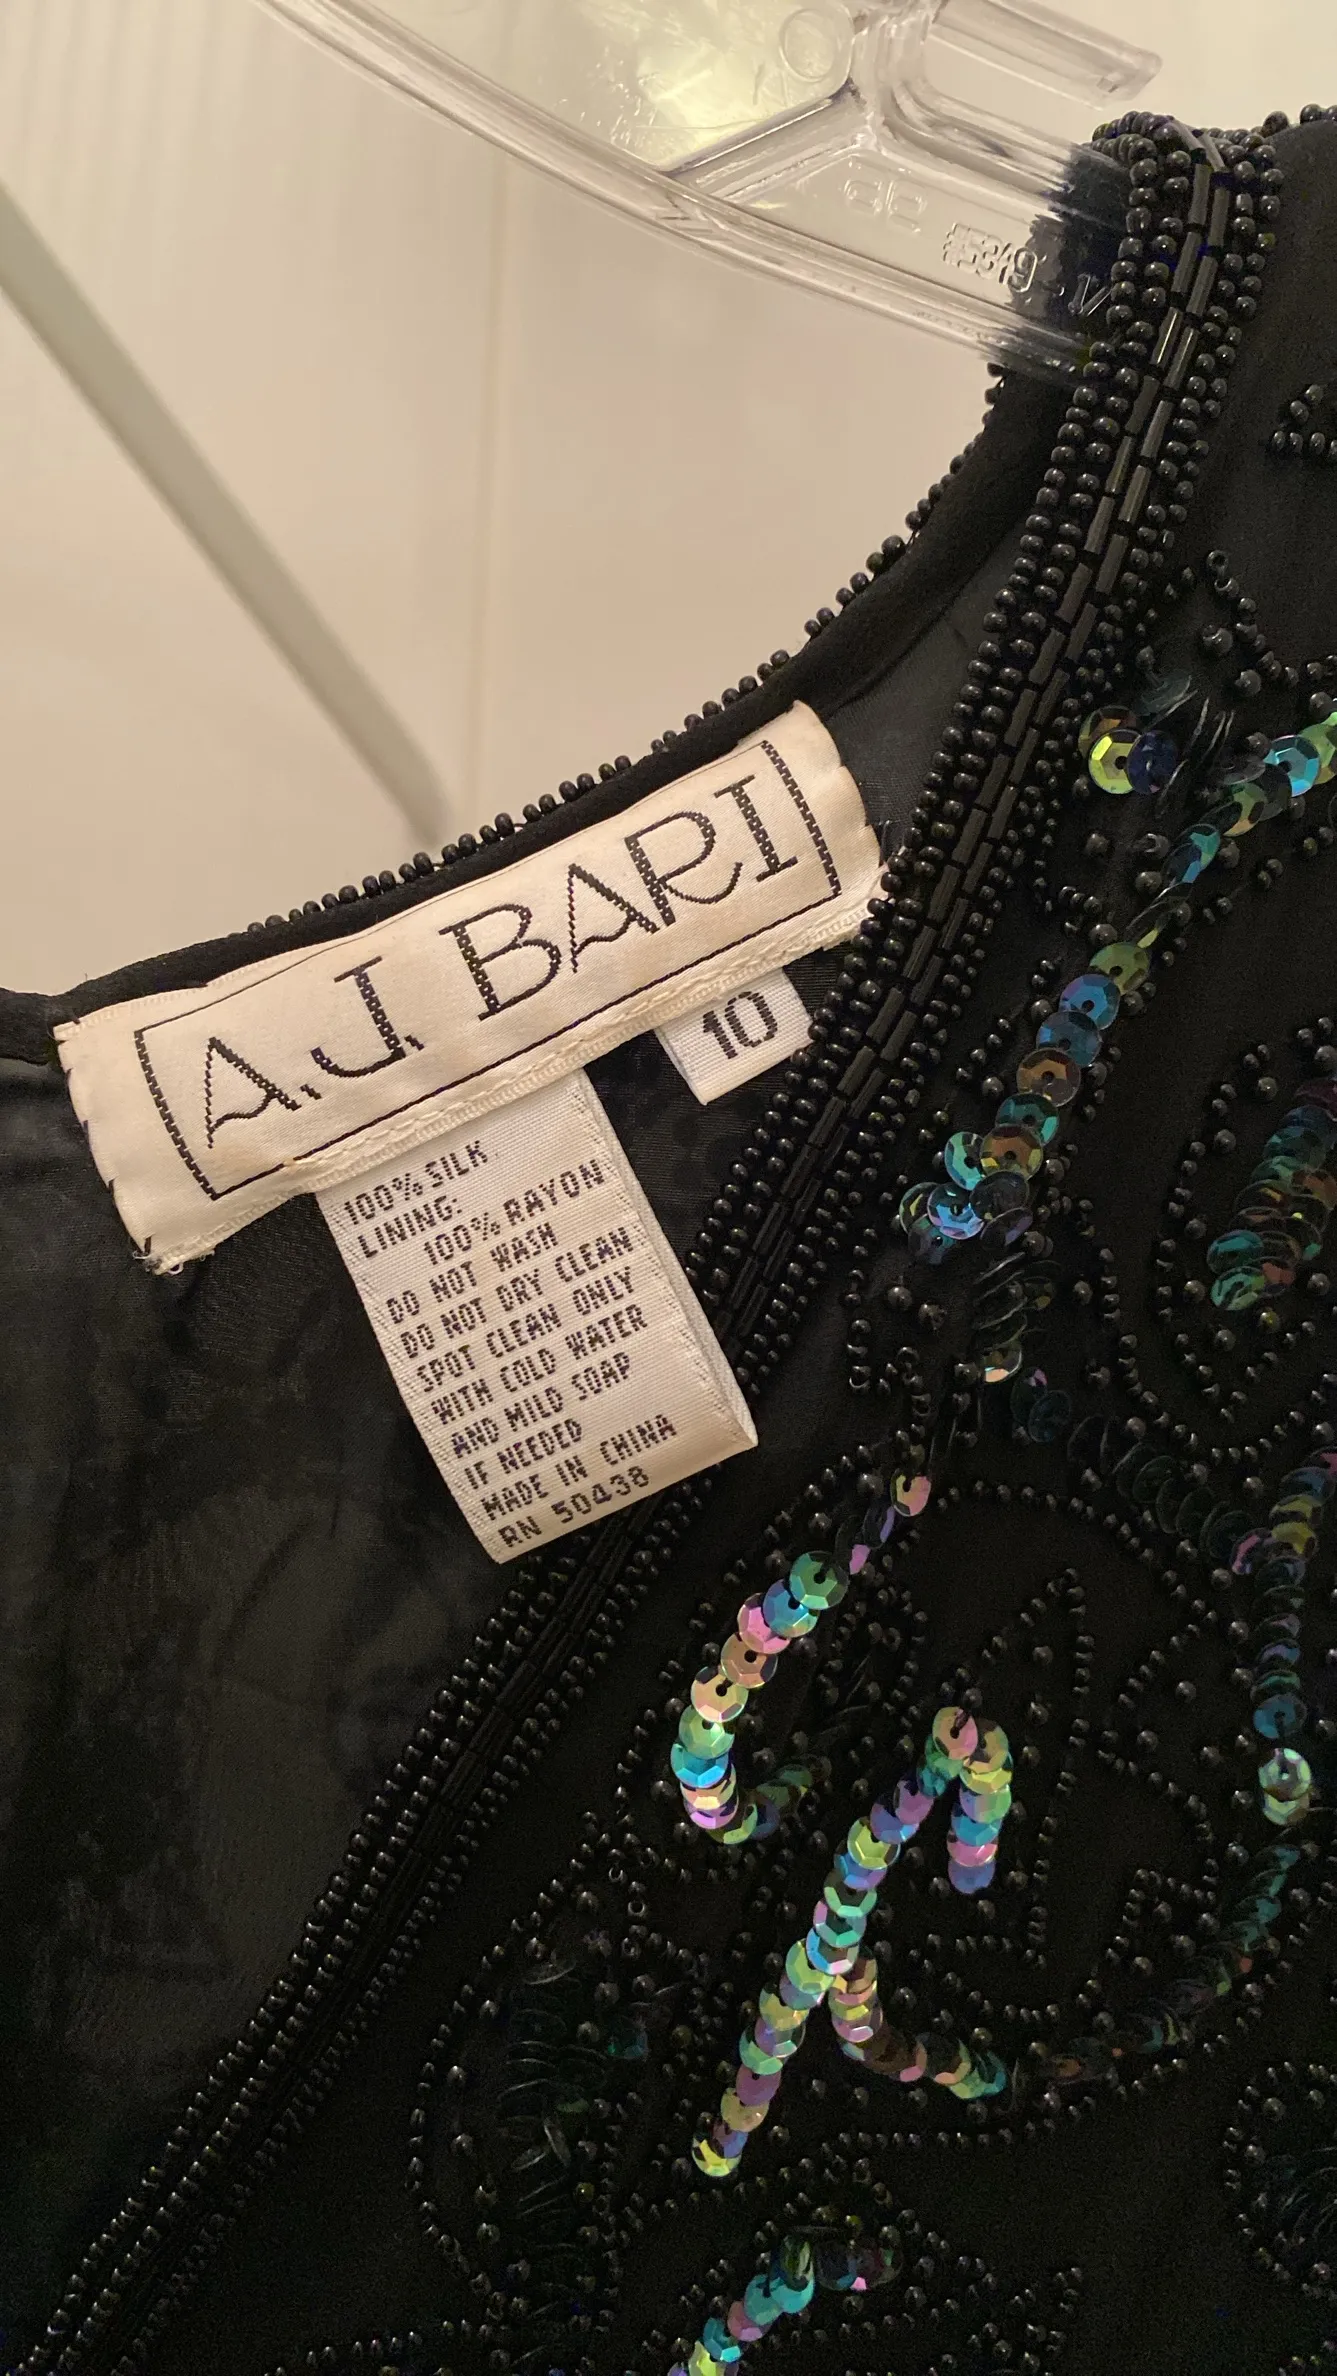 #5349
A.J. BARI
10
100% SILK
LINING:
100% RAYON
DO NOT WASH
DO NOT DRY CLEAN
SPOT CLEAN ONLY
WITH COLD WATER
AND MILD SOAP
IF NEEDED
MADE IN CHINA
RN 50438